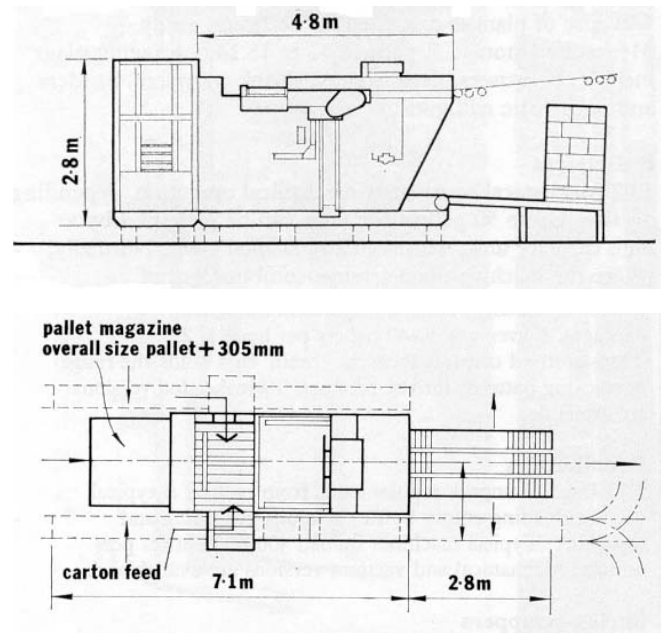 4·8m
2·8m
pallet magazine
overall size pallet + 305mm
carton feed
7·1m
2·8m